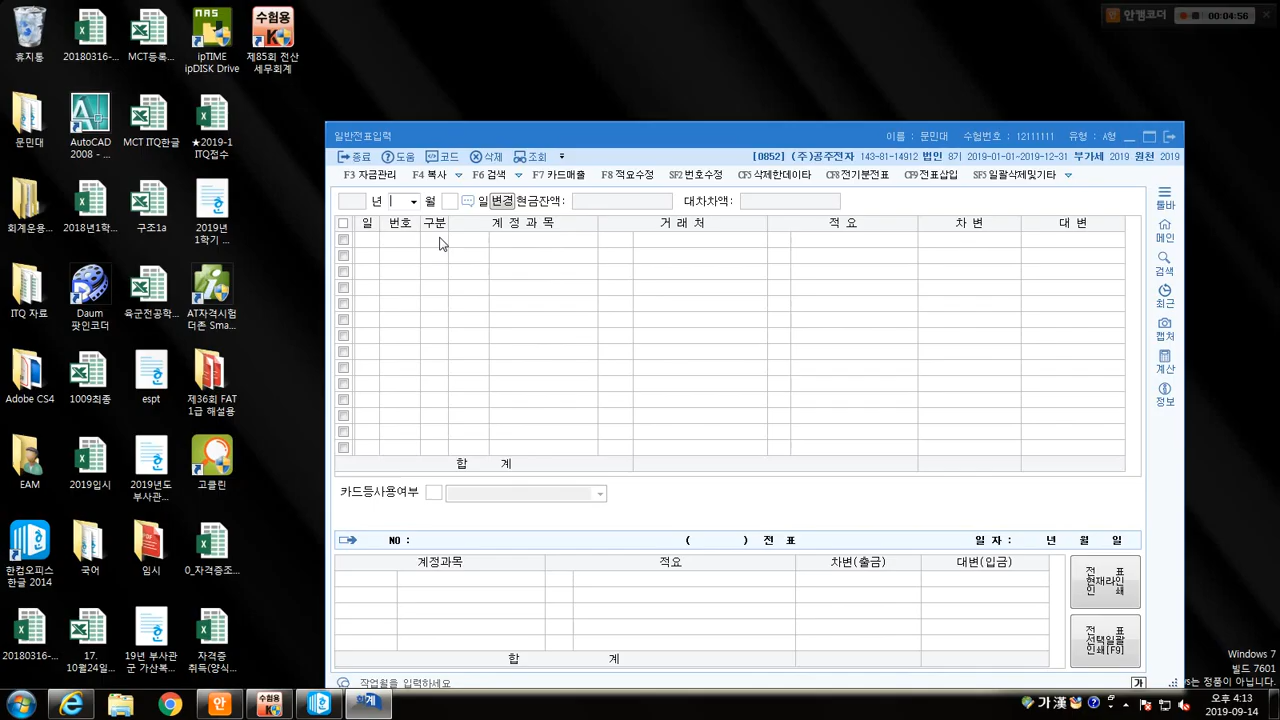 안캠코더 00:04:56
휴지통 20180316-... MCT등록... ipTIME ipDISK Drive 제85회 전산세무회계
문민대 AutoCAD 2008 - ... MCT ITQ한글 ★2019-1 ITQ접수
회계운용... 2018년1학... 구조1a 2019년 1학기 ...
ITQ 자료 Daum 팟인코더 육군전공학... AT자격시험 더존 Sma...
Adobe CS4 1009최종 espt 제36회 FAT 1급 해설용
EAM 2019입시 2019년도 부사관... 고클린
한컴오피스 한글 2014 국어 임시 0_자격증조...
20180316-... 17. 10월24일... 19년 부사관군 가산복... 자격증 취득(양식...
일반전표입력 이름 : 문민대 수험번호 : 12111111 유형 : A형
종료 도움 코드 삭제 조회 [0852] (주)공주전자 143-81-14912 법인 8기 2019-01-01~2019-12-31 부가세 2019 원천 2019
F3 자금관리 F4 복사 F6 검색 F7 카드매출 F8 적요수정 SF2 번호수정 CF5 삭제한데이타 CF8 전기분전표 CF9 전표삽입 SF5 일괄삭제및기타
월 일 변경 현금잔액: 대차차액:
일 번호 구분 계 정 과 목 거 래 처 적 요 차 변 대 변
합 계
카드등사용여부
NO : ( ) 전 표 일 자 : 년 월 일
계정과목 적요 차변(출금) 대변(입금)
전 표
현재라인
인 쇄
전 표
선택일괄
인쇄[F9]
합 계
작업월을 입력하세요
툴바
메인
검색
최근
캡처
계산
정보
가
Windows 7
빌드 7601
ws는 정품이 아닙니다.
안 가 漢
오후 4:13
2019-09-14